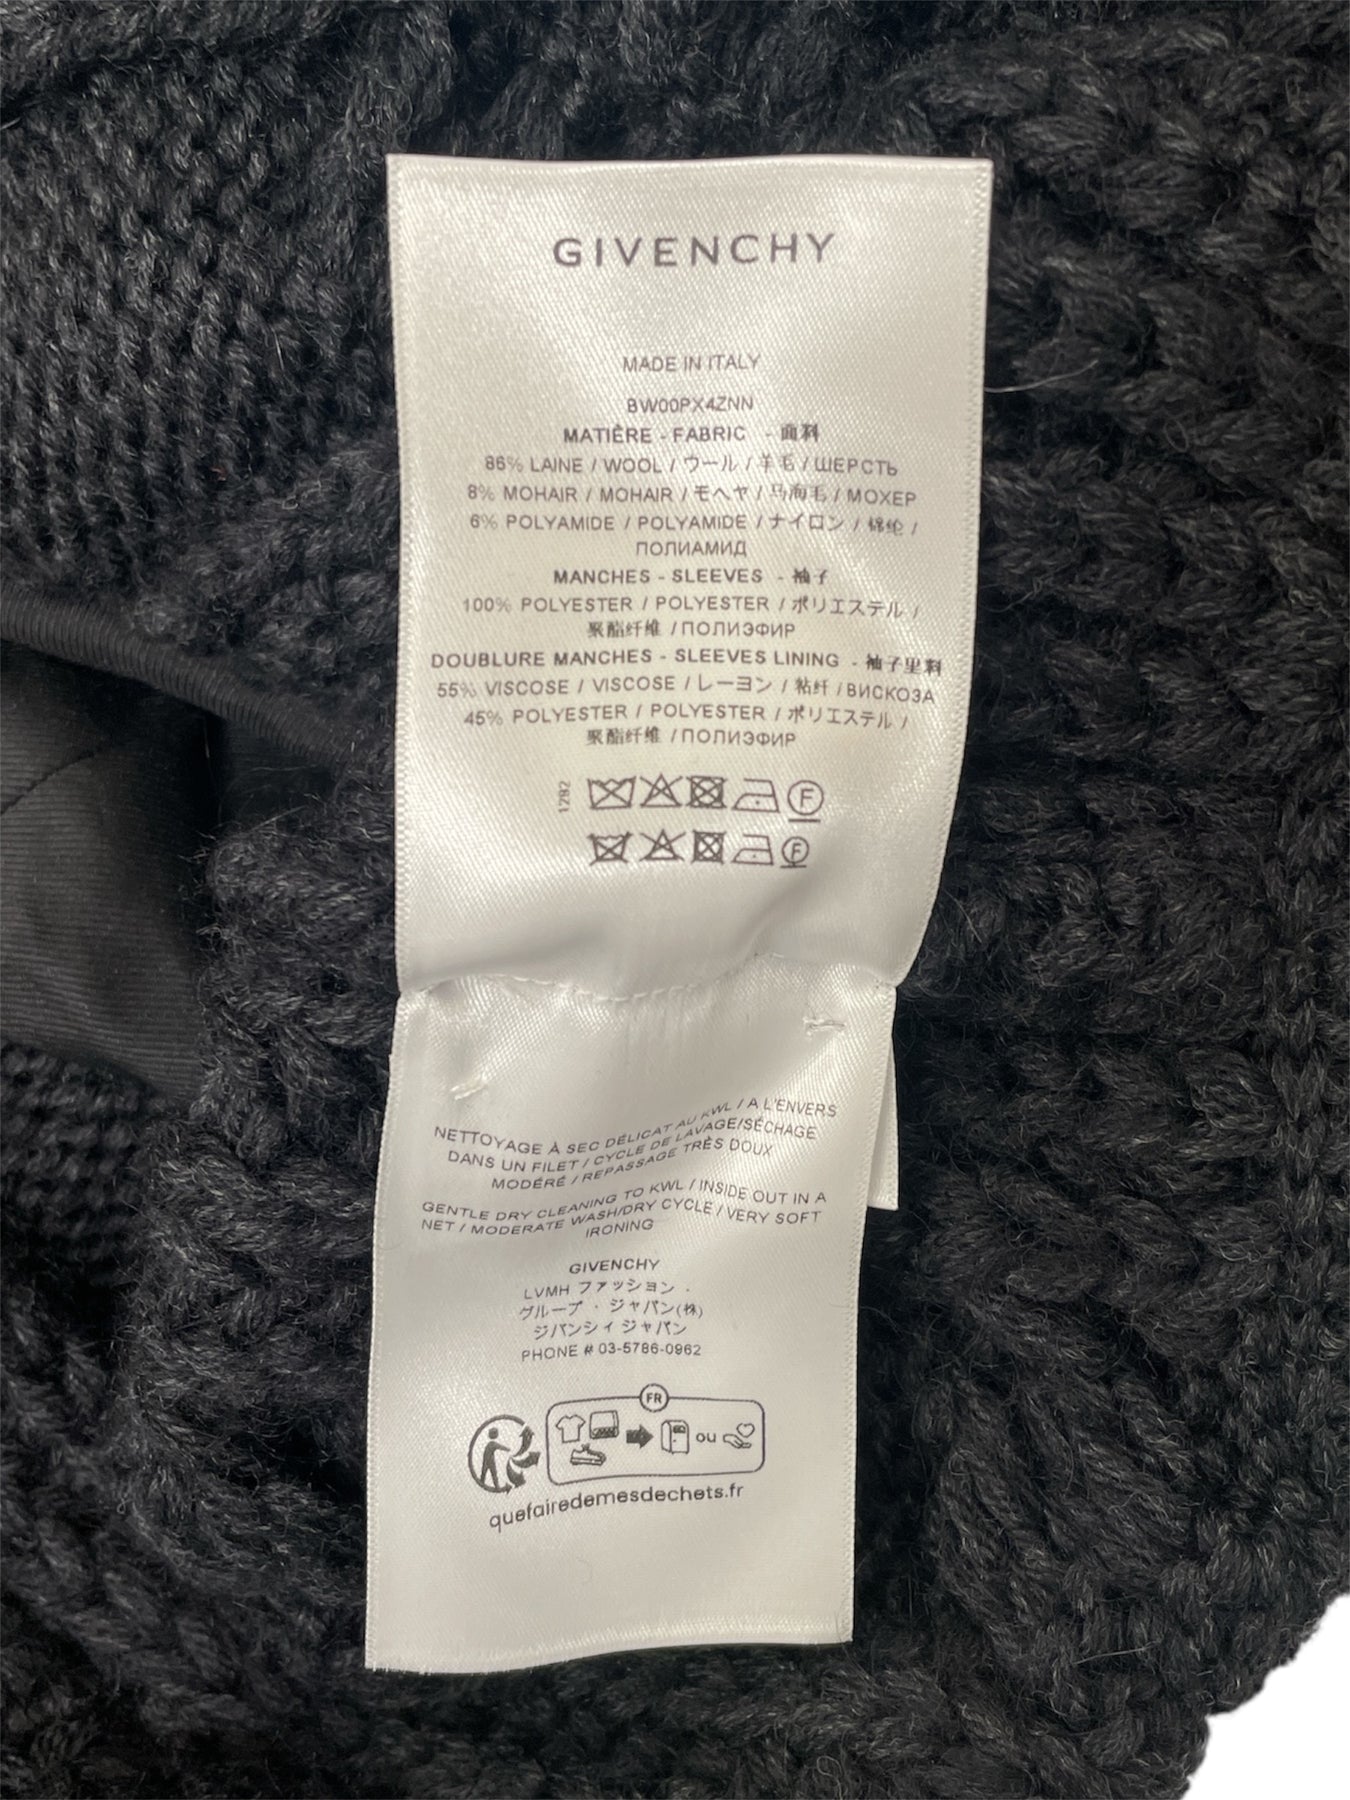 GIVENCHY
MADE IN ITALY
BW00PX4ZNN
MATIÈRE - FABRIC - 面料
86% LAINE / WOOL / ウール / 羊毛 / ШЕРСТЬ
8% MOHAIR / MOHAIR / モヘヤ / 马海毛 / МОХЕР
6% POLYAMIDE / POLYAMIDE / ナイロン / 锦纶 /
ПОЛИАМИД
MANCHES - SLEEVES - 袖子
100% POLYESTER / POLYESTER / ポリエステル /
聚酯纤维 / ПОЛИЭФИР
DOUBLURE MANCHES - SLEEVES LINING - 袖子里料
55% VISCOSE / VISCOSE / レーヨン / 粘纤 / ВИСКОЗА
45% POLYESTER / POLYESTER / ポリエステル /
聚酯纤维 / ПОЛИЭФИР
1292
F
F
NETTOYAGE À SEC DÉLICAT AU KWL / A L'ENVERS
DANS UN FILET / CYCLE DE LAVAGE/SÉCHAGE
MODÉRÉ / REPASSAGE TRÈS DOUX
GENTLE DRY CLEANING TO KWL / INSIDE OUT IN A
NET / MODERATE WASH/DRY CYCLE / VERY SOFT
IRONING
GIVENCHY
LVMH ファッション ·
グループ · ジャパン(株)
ジバンシィ ジャパン
PHONE # 03-5786-0962
FR
OU
quefairedemesdechets.fr